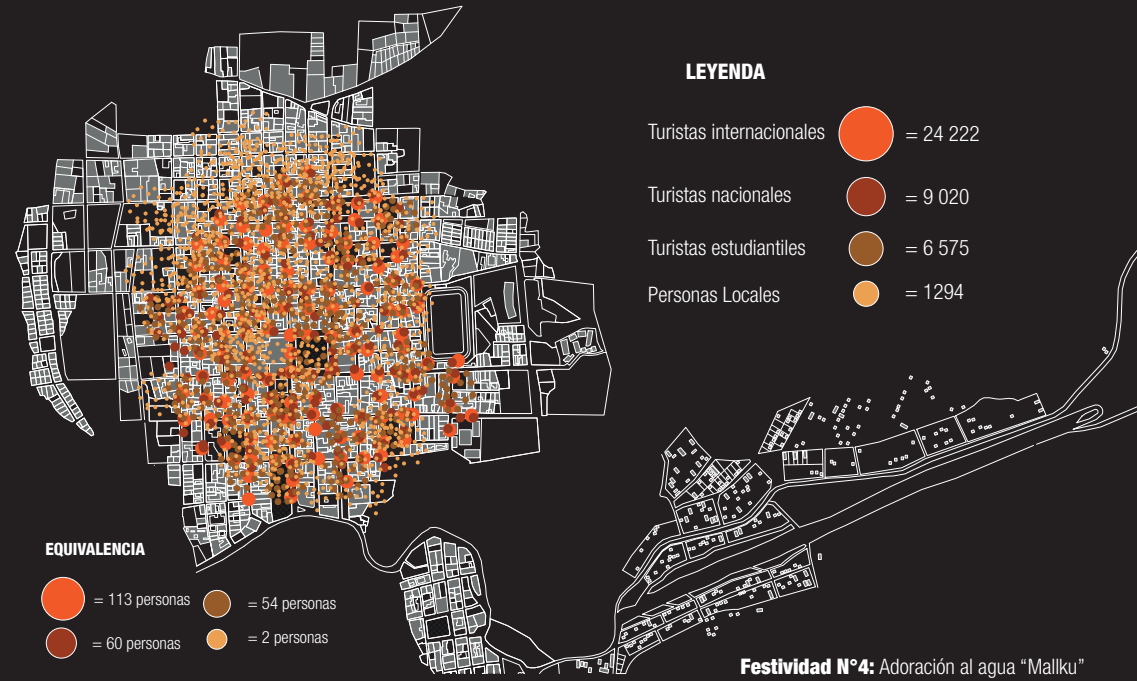 LEYENDA
Turistas internacionales = 24 222
Turistas nacionales = 9 020
Turistas estudiantiles = 6 575
Personas Locales = 1294
EQUIVALENCIA
= 113 personas = 54 personas
= 60 personas = 2 personas
Festividad N°4: Adoración al agua “Mallku”